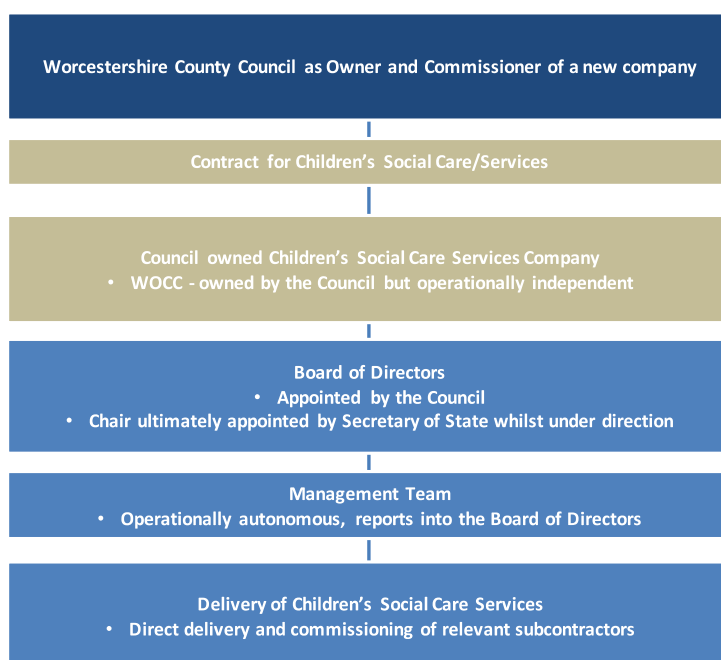 Worcestershire County Council as Owner and Commissioner of a new company
Contract for Children’s Social Care/Services
Council owned Children’s Social Care Services Company
• WOCC - owned by the Council but operationally independent
Board of Directors
• Appointed by the Council
• Chair ultimately appointed by Secretary of State whilst under direction
Management Team
• Operationally autonomous, reports into the Board of Directors
Delivery of Children’s Social Care Services
• Direct delivery and commissioning of relevant subcontractors